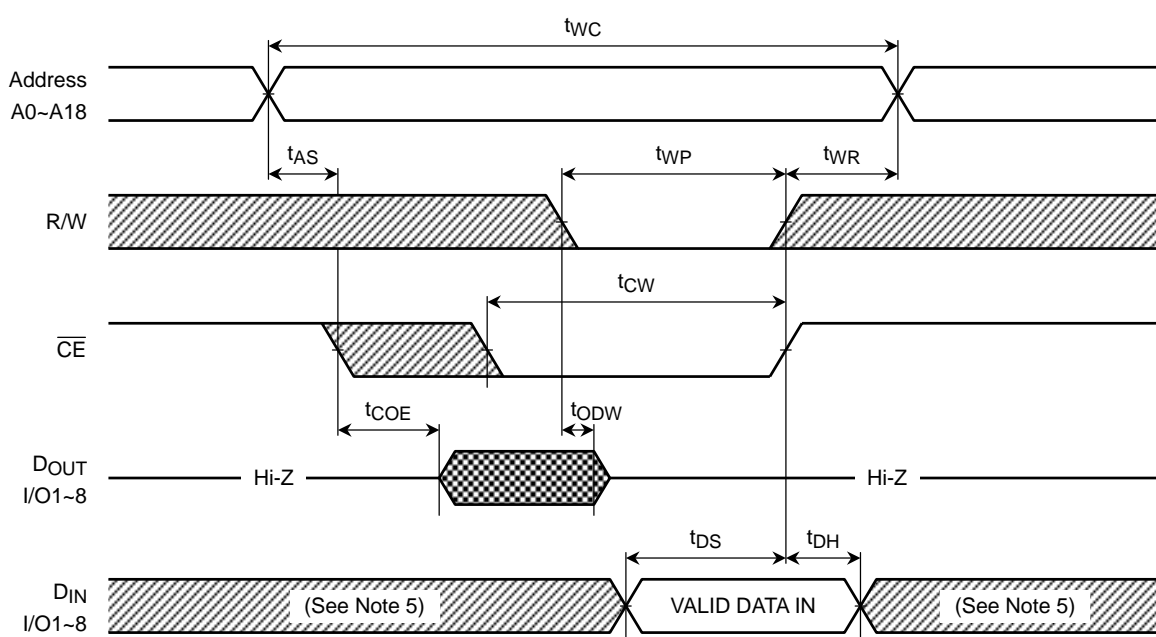 tWC
Address
A0~A18
tAS
tWP
tWR
R/W
tCW
CE
tCOE
tODW
DOUT
I/O1~8
Hi-Z
Hi-Z
tDS
tDH
DIN
I/O1~8
(See Note 5)
VALID DATA IN
(See Note 5)